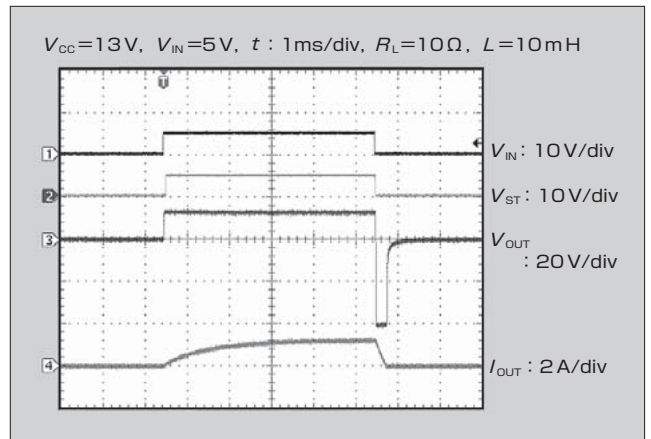 VCC=13V, VIN=5V, t : 1ms/div, RL=10Ω, L=10mH
T
1
VIN : 10V/div
2
VST : 10V/div
3
VOUT
: 20V/div
4
IOUT : 2A/div